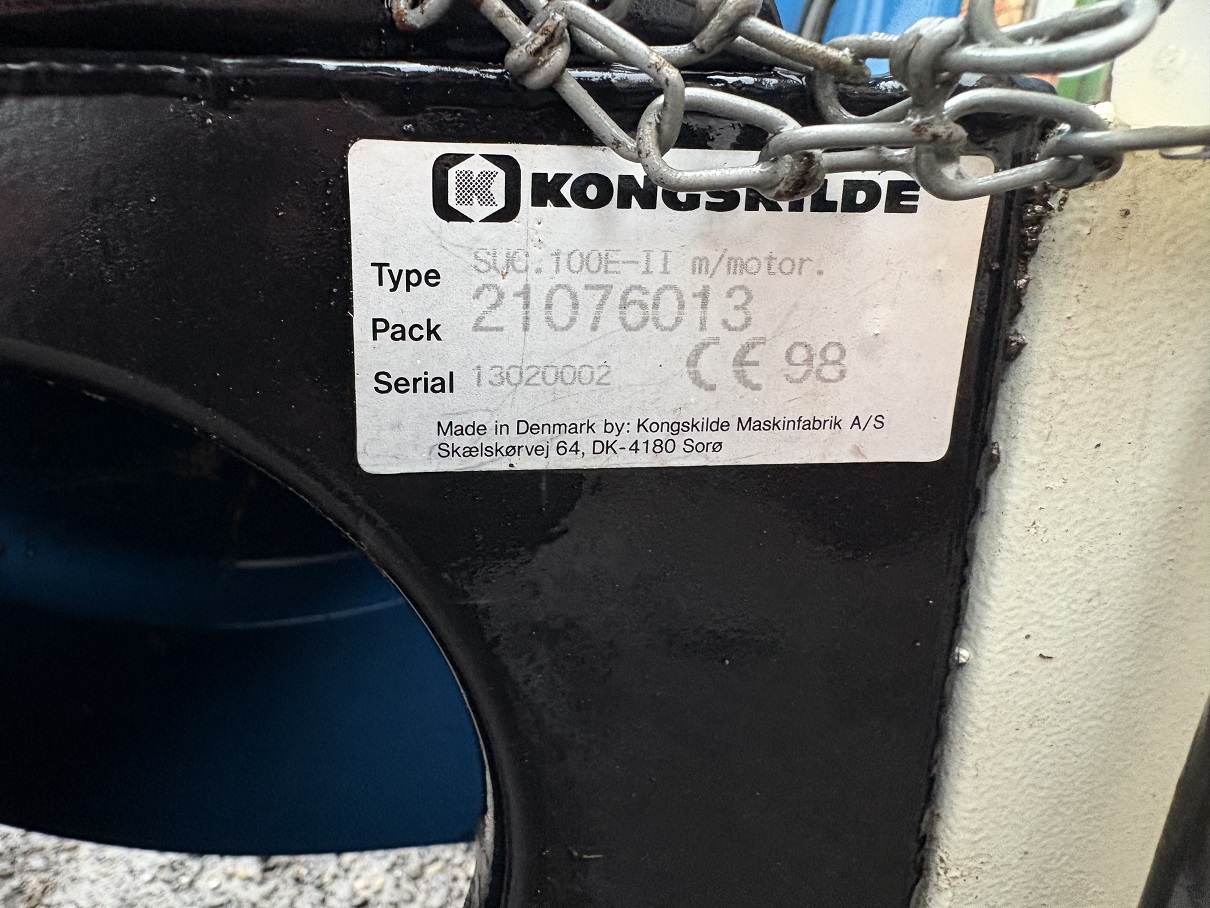 KONGSKILDE
Type SUC.100E-II m/motor.
Pack 21076013
Serial 13020002 CE 98
Made in Denmark by: Kongskilde Maskinfabrik A/S
Skælskørvej 64, DK-4180 Sorø